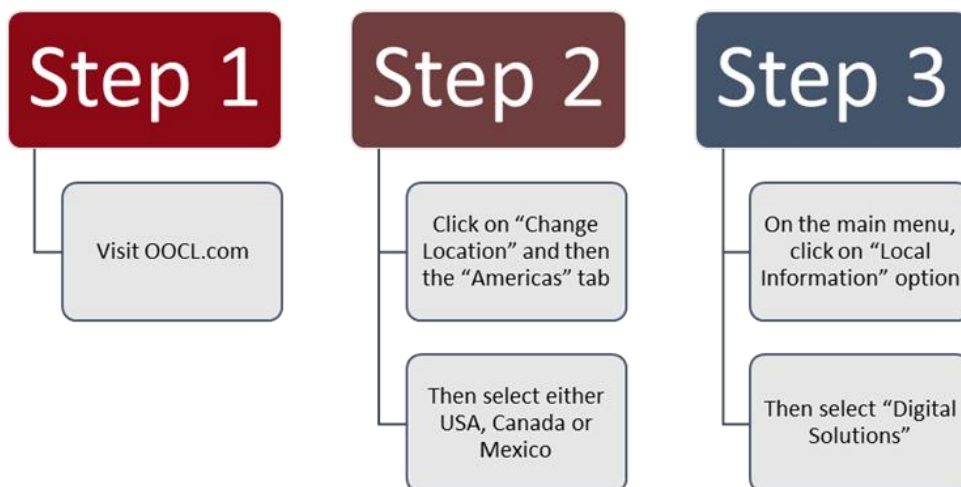 Step 1
Visit OOCL.com
Step 2
Click on “Change
Location” and then
the “Americas” tab
Then select either
USA, Canada or
Mexico
Step 3
On the main menu,
click on “Local
Information” option
Then select “Digital
Solutions”